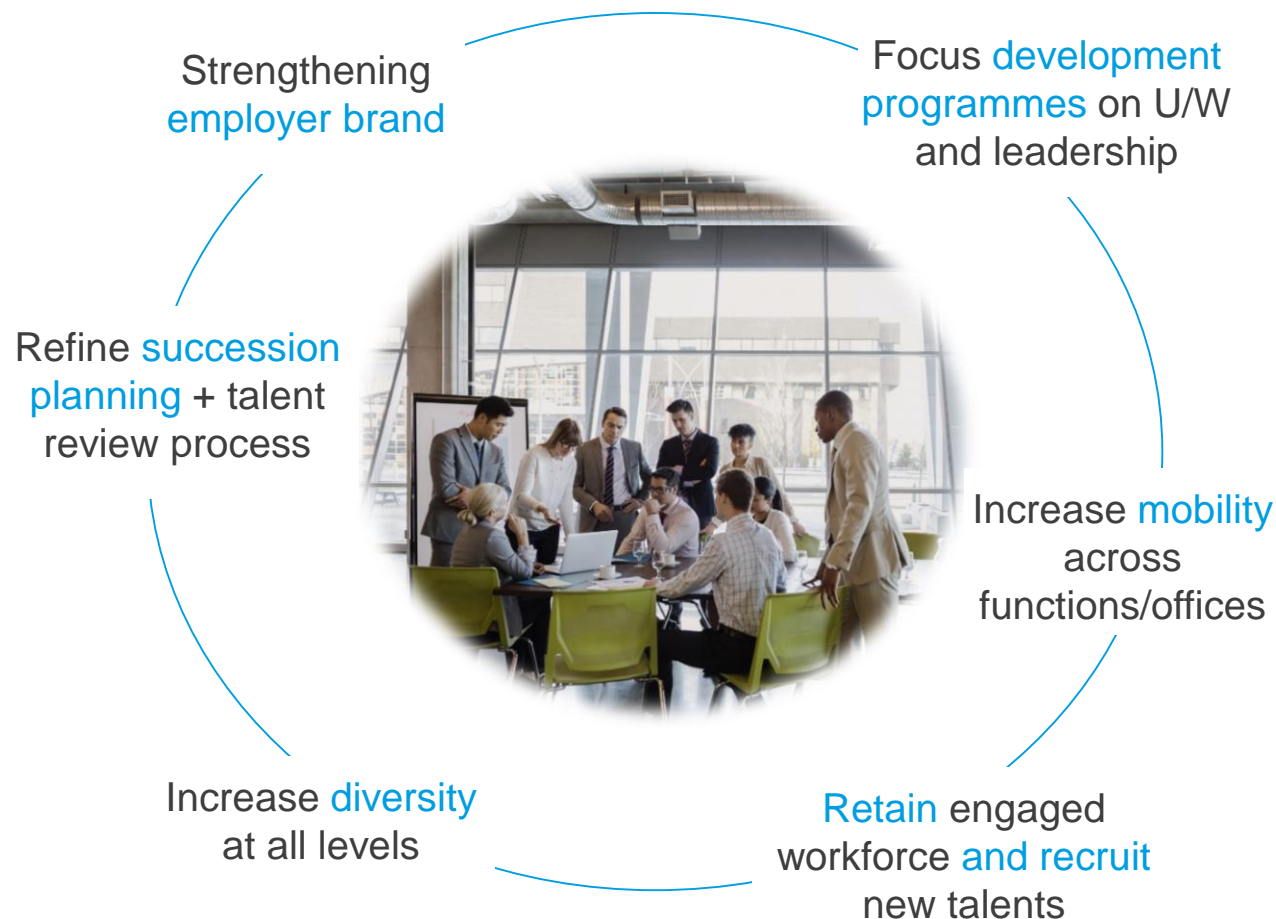 Strengthening
employer brand
Focus development
programmes on U/W
and leadership
Increase mobility
across
functions/offices
Retain engaged
workforce and recruit
new talents
Increase diversity
at all levels
Refine succession
planning + talent
review process